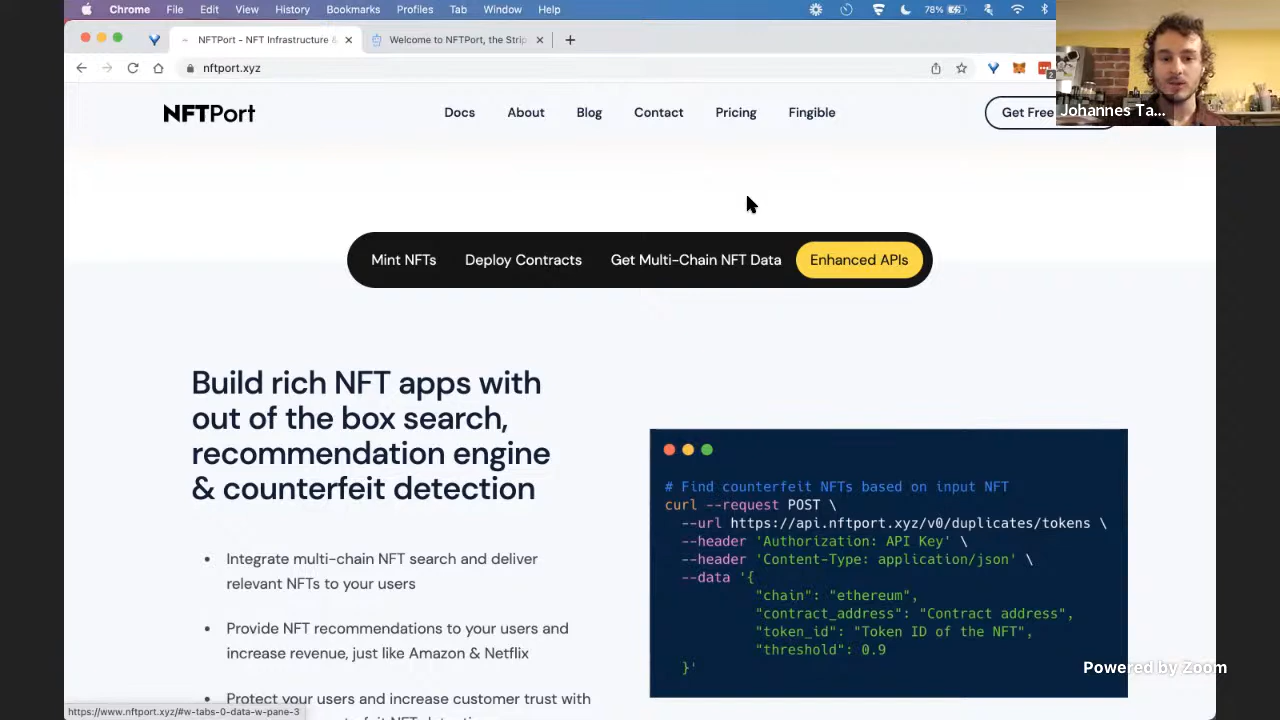 Chrome File Edit View History Bookmarks Profiles Tab Window Help 78%
NFTPort - NFT Infrastructure & Welcome to NFTPort, the Strip
nftport.xyz
2
NFTPort Docs About Blog Contact Pricing Fingible Get Free
Johannes Ta...
Mint NFTs Deploy Contracts Get Multi-Chain NFT Data Enhanced APIs
Build rich NFT apps with
out of the box search,
recommendation engine
& counterfeit detection
• Integrate multi-chain NFT search and deliver
relevant NFTs to your users
• Provide NFT recommendations to your users and
increase revenue, just like Amazon & Netflix
• Protect your users and increase customer trust with
# Find counterfeit NFTs based on input NFT
curl --request POST \
--url https://api.nftport.xyz/v0/duplicates/tokens \
--header 'Authorization: API Key' \
--header 'Content-Type: application/json' \
--data '{
"chain": "ethereum",
"contract_address": "Contract address",
"token_id": "Token ID of the NFT",
"threshold": 0.9
}'
Powered by Zoom
https://www.nftport.xyz/#w-tabs-0-data-w-pane-3